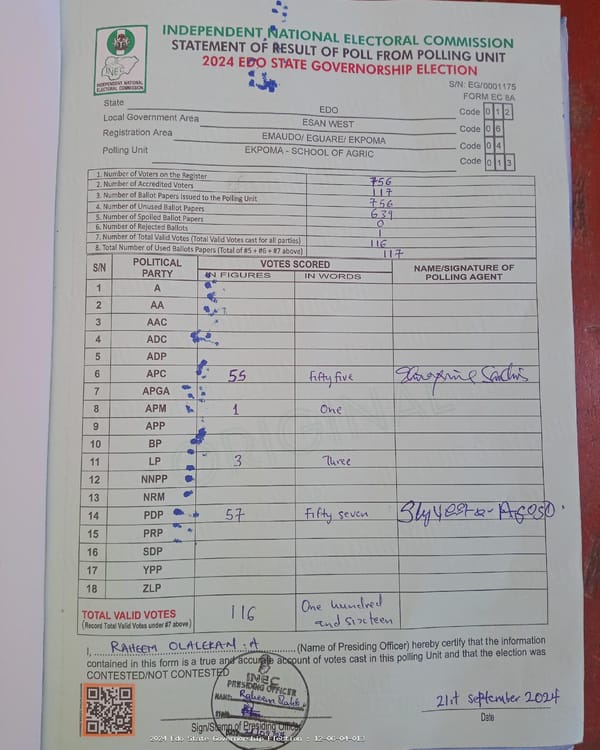 INDEPENDENT NATIONAL ELECTORAL COMMISSION
STATEMENT OF RESULT OF POLL FROM POLLING UNIT
2024 EDO STATE GOVERNORSHIP ELECTION
INEC
INDEPENDENT NATIONAL
ELECTORAL COMMISSION
S/N: EG/0001175
FORM EC 8A
State EDO Code 0 1 2
Local Government Area ESAN WEST Code 0 6
Registration Area EMAUDO/ EGUARE/ EKPOMA Code 0 4
Polling Unit EKPOMA - SCHOOL OF AGRIC Code 0 1 3
1. Number of Voters on the Register 756
2. Number of Accredited Voters 117
3. Number of Ballot Papers issued to the Polling Unit 756
4. Number of Unused Ballot Papers 639
5. Number of Spoiled Ballot Papers 0
6. Number of Rejected Ballots 1
7. Number of Total Valid Votes (Total Valid Votes cast for all parties) 116
8. Total Number of Used Ballots Papers (Total of #5 + #6 + #7 above) 117
S/N POLITICAL PARTY VOTES SCORED NAME/SIGNATURE OF POLLING AGENT
IN FIGURES IN WORDS
1 A
2 AA
3 AAC
4 ADC
5 ADP
6 APC 55 Fifty five
7 APGA
8 APM 1 One
9 APP
10 BP
11 LP 3 Three
12 NNPP
13 NRM
14 PDP 57 Fifty seven
15 PRP
16 SDP
17 YPP
18 ZLP
TOTAL VALID VOTES 116 One hundred and sixteen
(Record Total Valid Votes under #7 above)
I, RAHEEM OLALEKAN .A (Name of Presiding Officer) hereby certify that the information
contained in this form is a true and accurate account of votes cast in this polling Unit and that the election was
CONTESTED/NOT CONTESTED
INEC
PRESIDING OFFICER
NAME: Raheem
SIGN:
DATE:
21st September 2024
Sign/Stamp of Presiding Officer
Date
2024 Edo State Governorship Election : 12-06-04-013